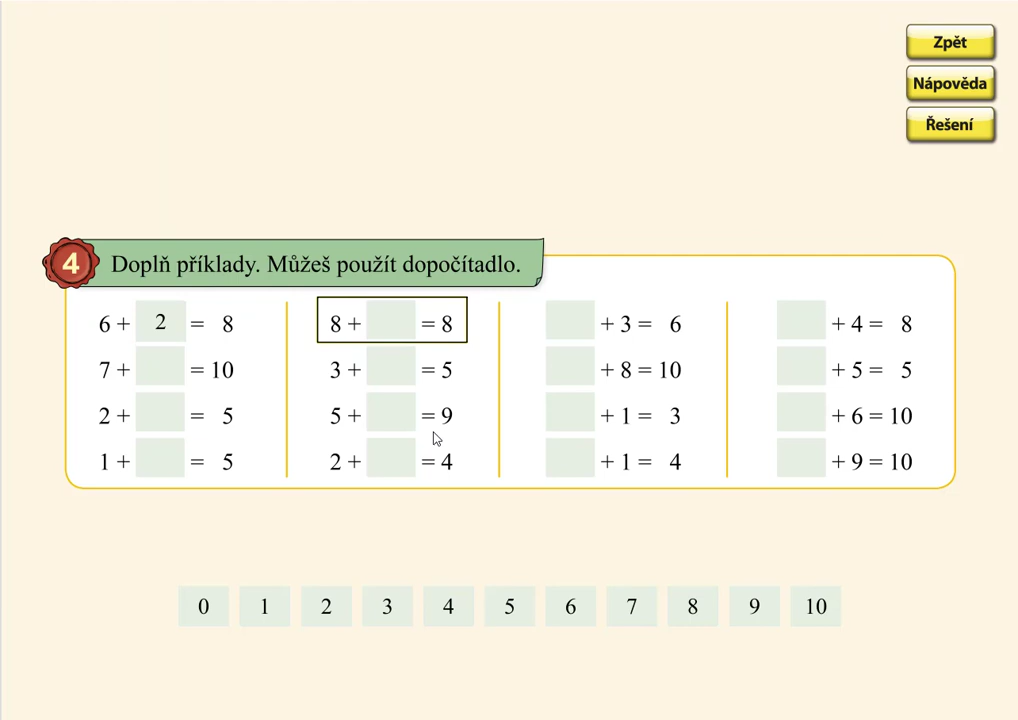 Zpět
Nápověda
Řešení
4 Doplň příklady. Můžeš použít dopočítadlo.
6 + 2 = 8
7 + = 10
2 + = 5
1 + = 5
8 + = 8
3 + = 5
5 + = 9
2 + = 4
+ 3 = 6
+ 8 = 10
+ 1 = 3
+ 1 = 4
+ 4 = 8
+ 5 = 5
+ 6 = 10
+ 9 = 10
0 1 2 3 4 5 6 7 8 9 10